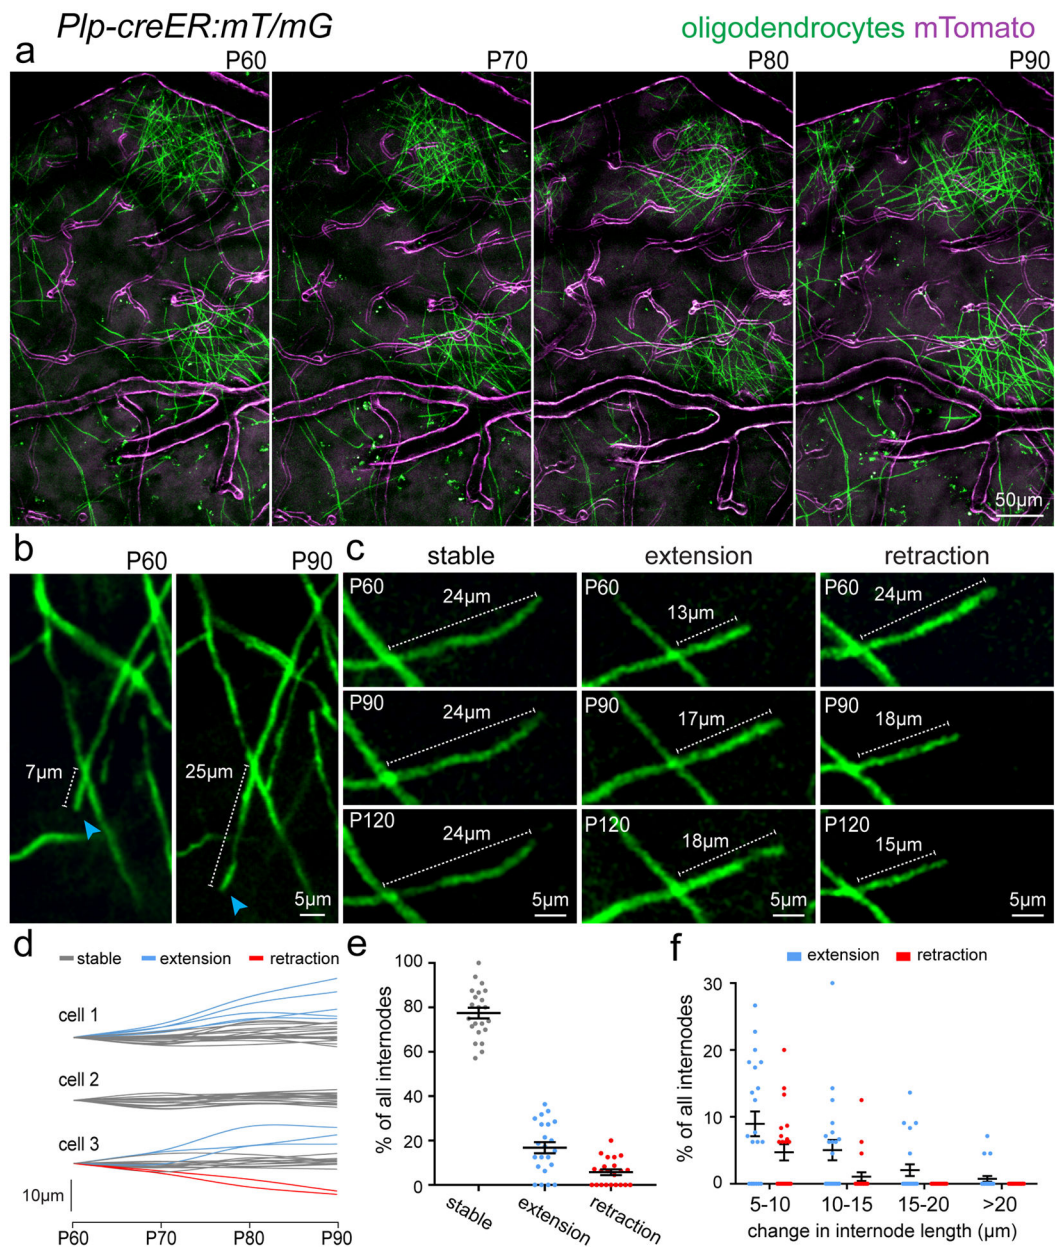 Plp-creER:mT/mG
oligodendrocytes mTomato
a
P60
P70
P80
P90
50µm
b
P60
P90
7µm
25µm
5µm
c
stable
extension
retraction
P60
24µm
P60
13µm
P60
24µm
P90
24µm
P90
17µm
P90
18µm
P120
24µm
5µm
P120
18µm
5µm
P120
15µm
5µm
d
stable
extension
retraction
cell 1
cell 2
cell 3
10µm
P60
P70
P80
P90
e
% of all internodes
100
80
60
40
20
0
stable
extension
retraction
f
extension
retraction
% of all internodes
30
20
10
0
5-10
10-15
15-20
>20
change in internode length (µm)